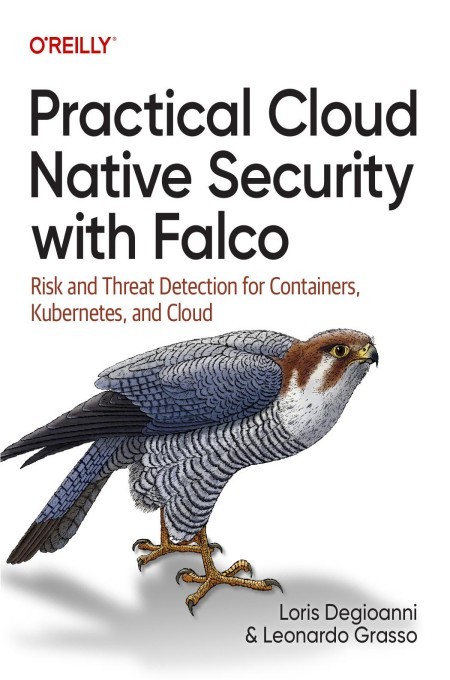 O'REILLY®
Practical Cloud
Native Security
with Falco
Risk and Threat Detection for Containers,
Kubernetes, and Cloud
Loris Degioanni
& Leonardo Grasso